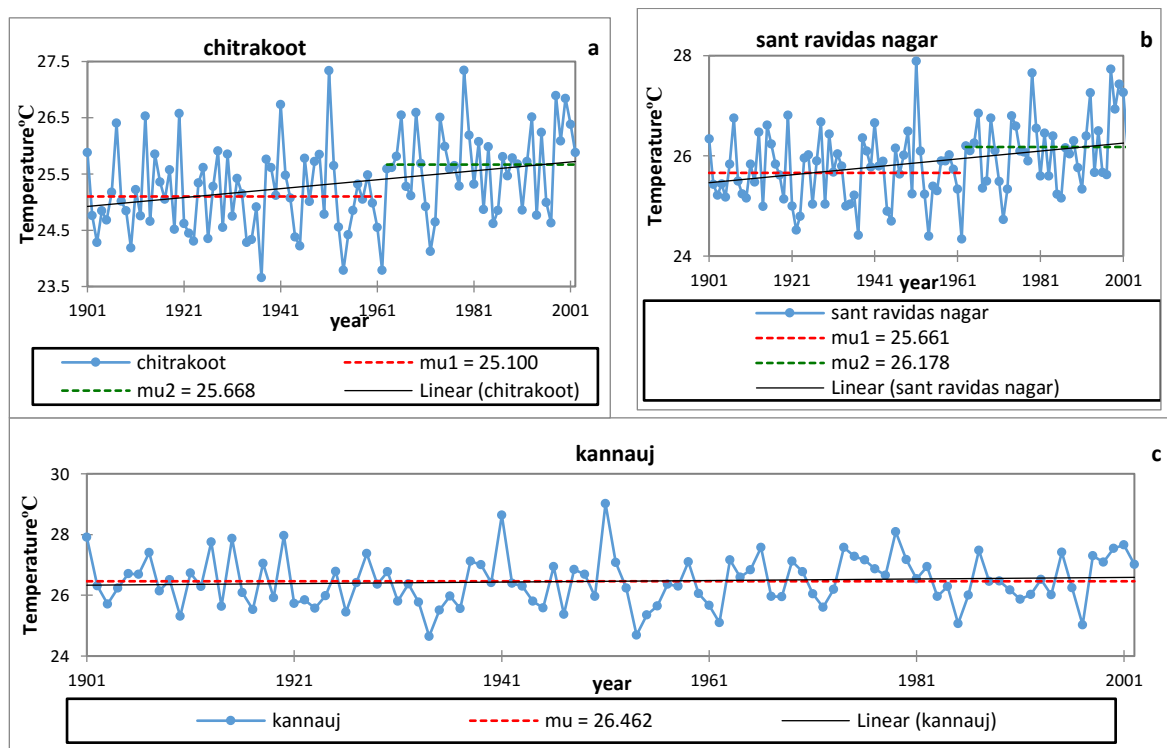 chitrakoot
a
Temperature°C
27.5
26.5
25.5
24.5
23.5
1901
1921
1941
1961
1981
2001
year
chitrakoot
mu1 = 25.100
mu2 = 25.668
Linear (chitrakoot)
sant ravidas nagar
b
Temperature°C
28
26
24
1901
1921
1941
1961
1981
2001
year
sant ravidas nagar
mu1 = 25.661
mu2 = 26.178
Linear (sant ravidas nagar)
kannauj
c
Temperature°C
30
28
26
24
1901
1921
1941
1961
1981
2001
year
kannauj
mu = 26.462
Linear (kannauj)